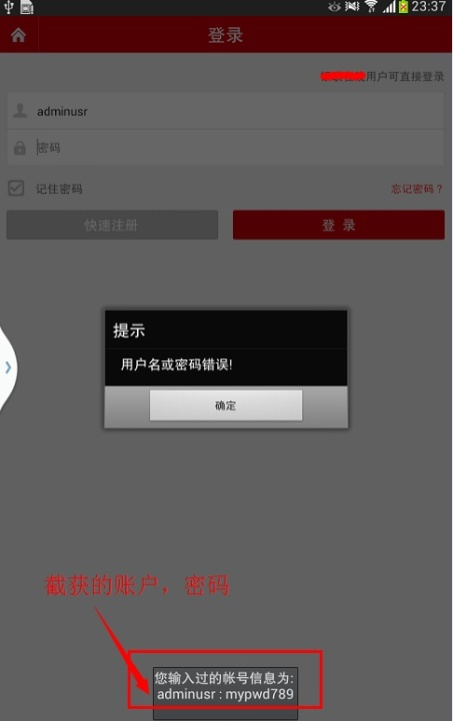 23:37
登录
用户可直接登录
adminusr
密码
记住密码
忘记密码？
快速注册
登 录
提示
用户名或密码错误!
确定
截获的账户，密码
您输入过的帐号信息为:
adminusr : mypwd789